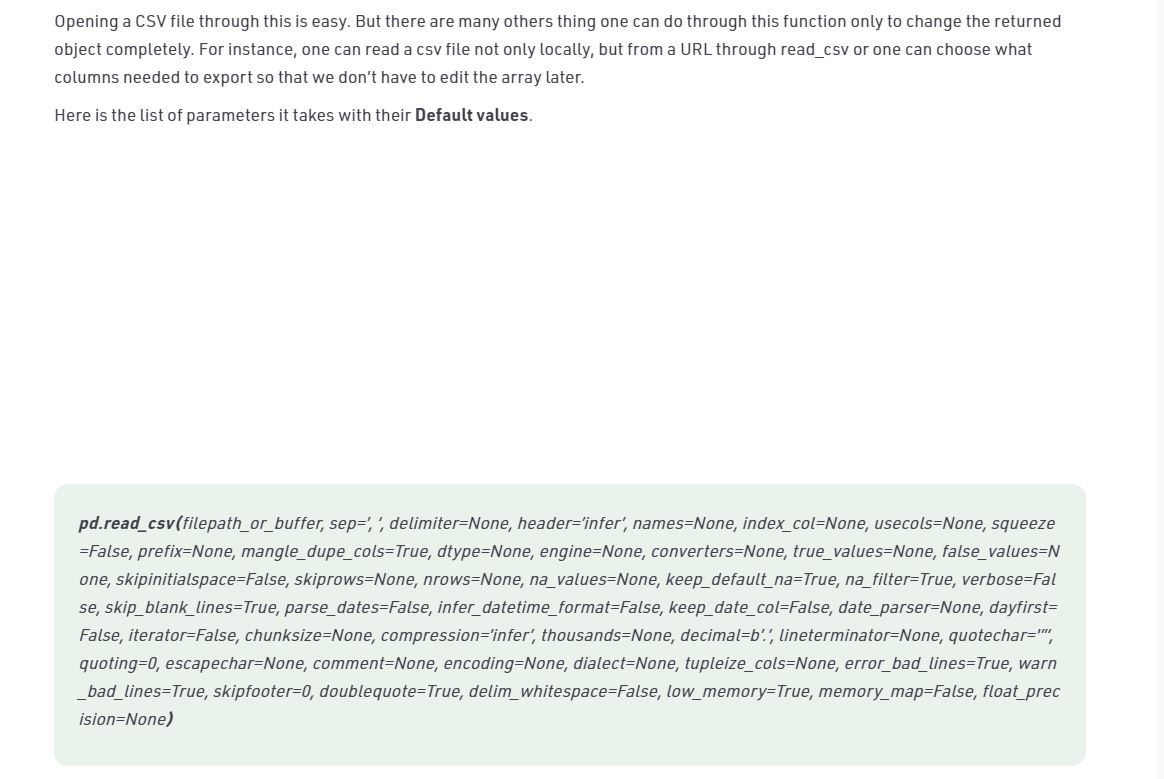 Opening a CSV file through this is easy. But there are many others thing one can do through this function only to change the returned
object completely. For instance, one can read a csv file not only locally, but from a URL through read_csv or one can choose what
columns needed to export so that we don’t have to edit the array later.
Here is the list of parameters it takes with their Default values.
pd.read_csv(filepath_or_buffer, sep=’, ‘, delimiter=None, header=’infer’, names=None, index_col=None, usecols=None, squeeze
=False, prefix=None, mangle_dupe_cols=True, dtype=None, engine=None, converters=None, true_values=None, false_values=N
one, skipinitialspace=False, skiprows=None, nrows=None, na_values=None, keep_default_na=True, na_filter=True, verbose=Fal
se, skip_blank_lines=True, parse_dates=False, infer_datetime_format=False, keep_date_col=False, date_parser=None, dayfirst=
False, iterator=False, chunksize=None, compression=’infer’, thousands=None, decimal=b’.’, lineterminator=None, quotechar=’”‘,
quoting=0, escapechar=None, comment=None, encoding=None, dialect=None, tupleize_cols=None, error_bad_lines=True, warn
_bad_lines=True, skipfooter=0, doublequote=True, delim_whitespace=False, low_memory=True, memory_map=False, float_prec
ision=None)